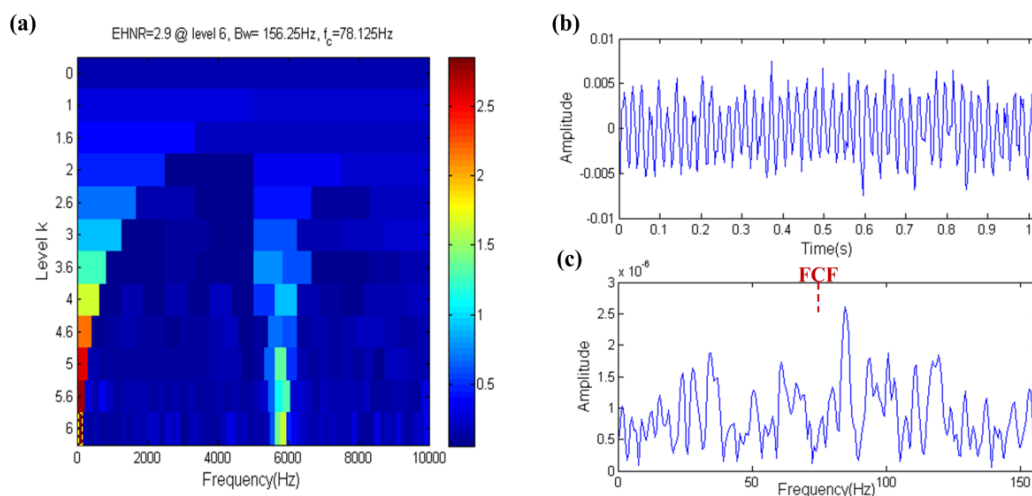 (a)
EHNR=2.9 @ level 6, Bw= 156.25Hz, f_c=78.125Hz
0
1
1.6
2
2.6
3
3.6
4
4.6
5
5.6
6
Level k
0 2000 4000 6000 8000 10000
Frequency(Hz)
2.5
2
1.5
1
0.5
(b)
0.01
0.005
0
-0.005
-0.01
Amplitude
0 0.1 0.2 0.3 0.4 0.5 0.6 0.7 0.8 0.9 1
Time(s)
(c)
x 10^-6
FCF
3
2.5
2
1.5
1
0.5
0
Amplitude
0 50 100 150
Frequency(Hz)